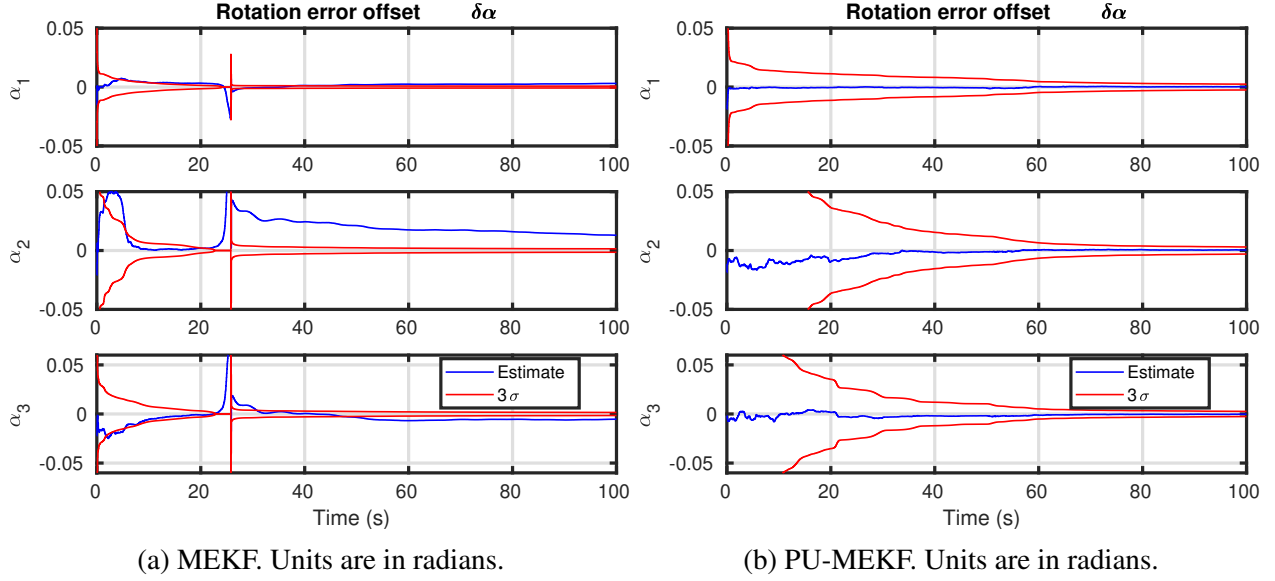 Rotation error offset δα
0.05
0
-0.05
α1
0 20 40 60 80 100
0.05
0
-0.05
α2
0 20 40 60 80 100
0.05
0
-0.05
α3
Estimate
3 σ
0 20 40 60 80 100
Time (s)
(a) MEKF. Units are in radians.
Rotation error offset δα
0.05
0
-0.05
α1
0 20 40 60 80 100
0.05
0
-0.05
α2
0 20 40 60 80 100
0.05
0
-0.05
α3
Estimate
3 σ
0 20 40 60 80 100
Time (s)
(b) PU-MEKF. Units are in radians.